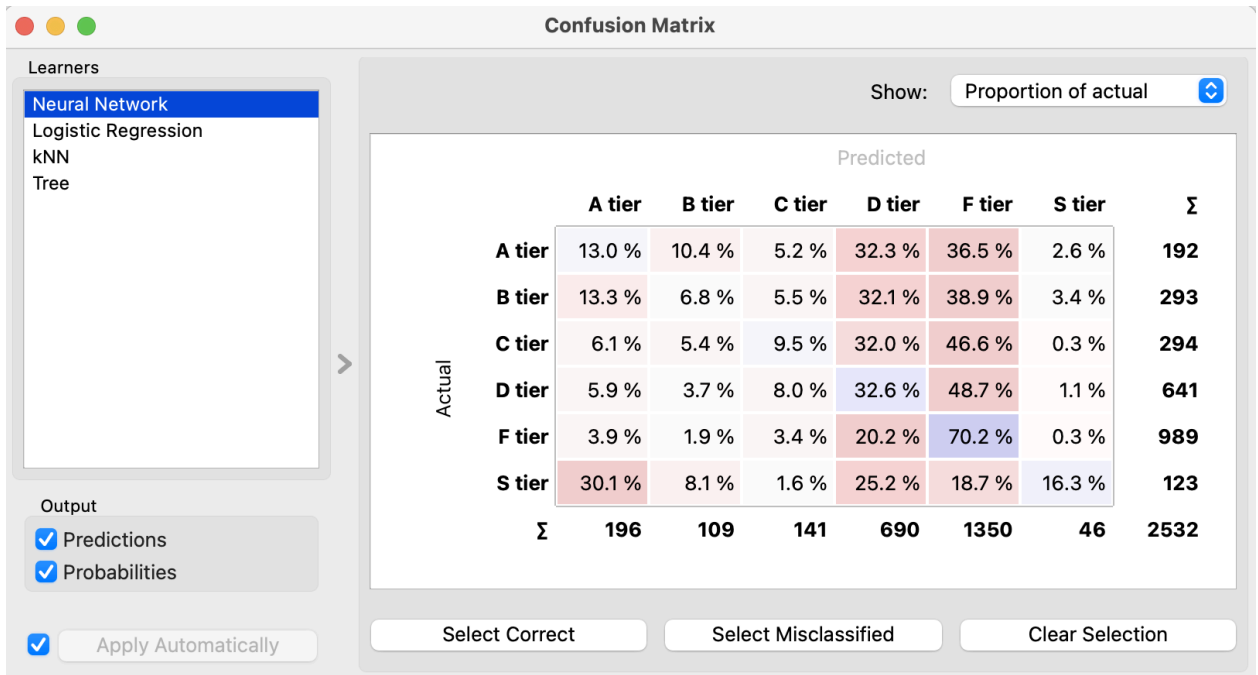 Confusion Matrix
Learners
Neural Network
Logistic Regression
kNN
Tree
Show: Proportion of actual
Predicted
A tier B tier C tier D tier F tier S tier Σ
A tier 13.0 % 10.4 % 5.2 % 32.3 % 36.5 % 2.6 % 192
B tier 13.3 % 6.8 % 5.5 % 32.1 % 38.9 % 3.4 % 293
C tier 6.1 % 5.4 % 9.5 % 32.0 % 46.6 % 0.3 % 294
Actual
D tier 5.9 % 3.7 % 8.0 % 32.6 % 48.7 % 1.1 % 641
F tier 3.9 % 1.9 % 3.4 % 20.2 % 70.2 % 0.3 % 989
S tier 30.1 % 8.1 % 1.6 % 25.2 % 18.7 % 16.3 % 123
Σ 196 109 141 690 1350 46 2532
Output
Predictions
Probabilities
Apply Automatically
Select Correct
Select Misclassified
Clear Selection